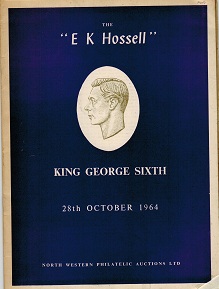 THE
"E K Hossell"
KING GEORGE SIXTH
28th OCTOBER 1964
NORTH WESTERN PHILATELIC AUCTIONS LTD